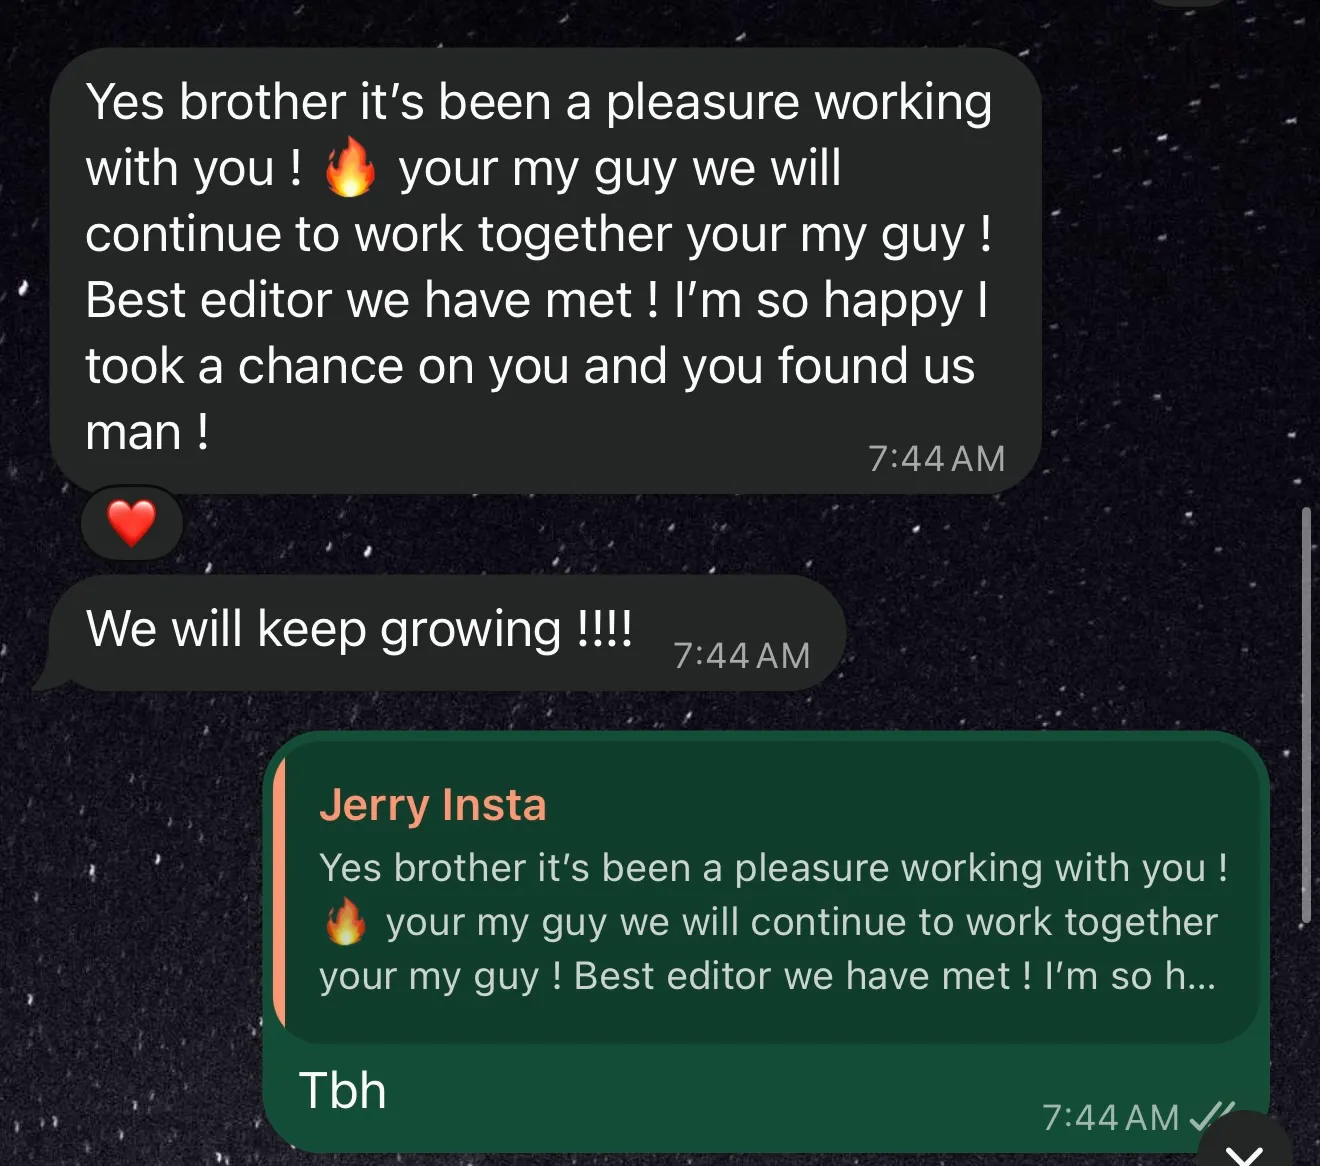 Yes brother it’s been a pleasure working
with you ! 🔥 your my guy we will
continue to work together your my guy !
Best editor we have met ! I’m so happy I
took a chance on you and you found us
man !
7:44 AM
❤️
We will keep growing !!!!
7:44 AM
Jerry Insta
Yes brother it’s been a pleasure working with you !
🔥 your my guy we will continue to work together
your my guy ! Best editor we have met ! I’m so h...
Tbh
7:44 AM